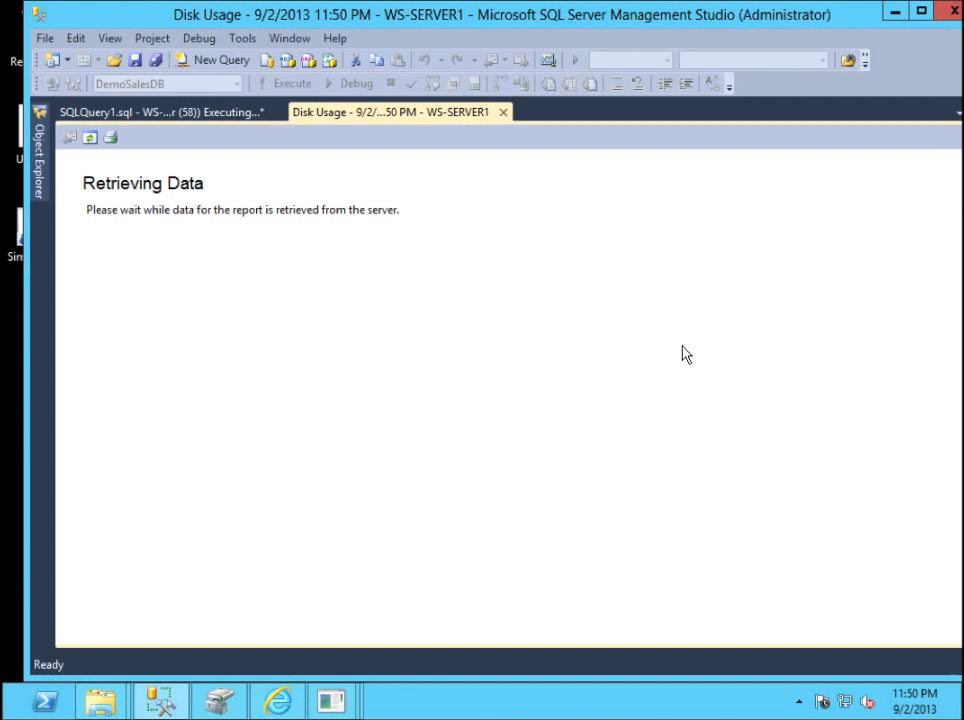 Disk Usage - 9/2/2013 11:50 PM - WS-SERVER1 - Microsoft SQL Server Management Studio (Administrator)
File Edit View Project Debug Tools Window Help
New Query
DemoSalesDB Execute Debug
SQLQuery1.sql - WS-...r (58)) Executing...* Disk Usage - 9/2/...50 PM - WS-SERVER1
Object Explorer
Retrieving Data
Please wait while data for the report is retrieved from the server.
Re
U
Sim
Ready
11:50 PM
9/2/2013